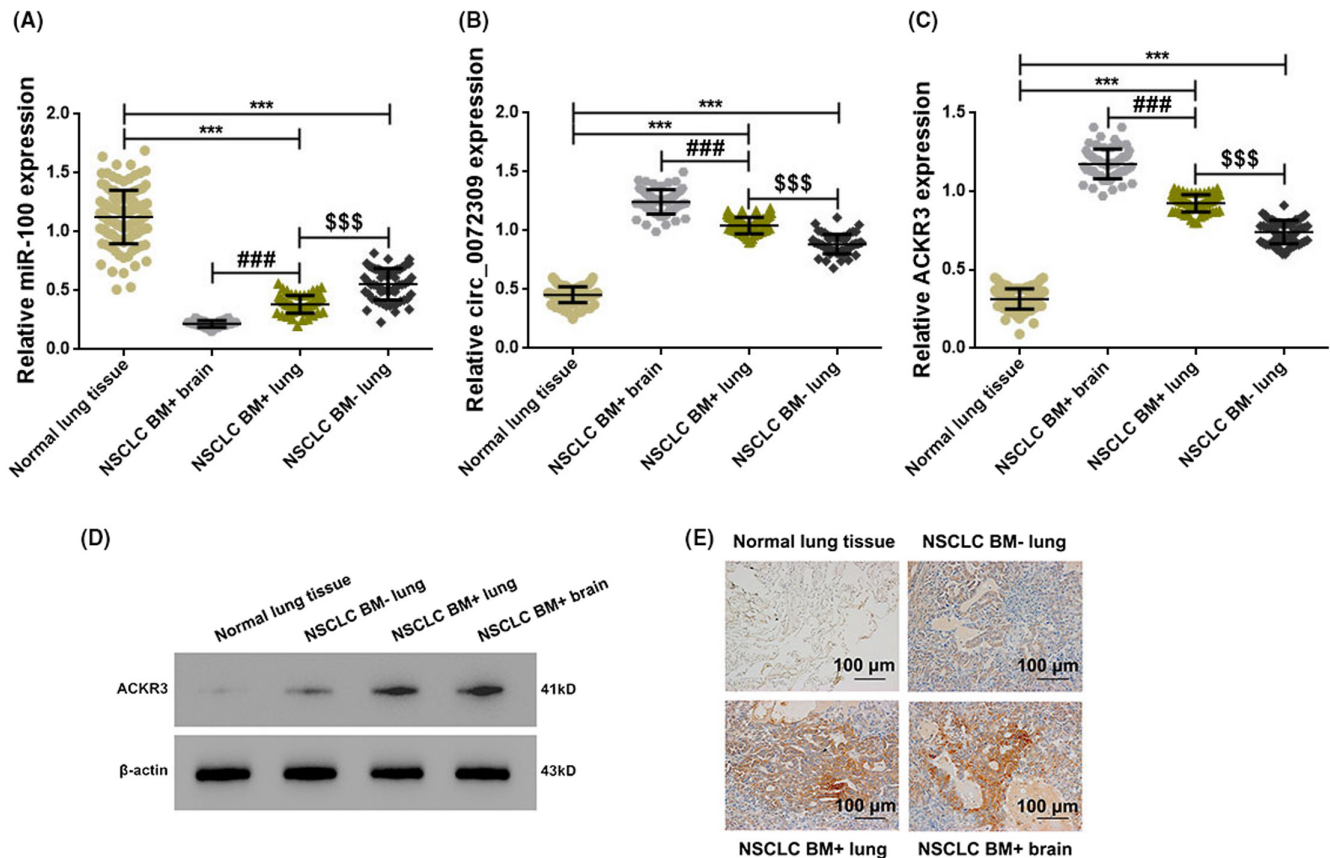 (A)
Relative miR-100 expression
2.0
1.5
1.0
0.5
0.0
***
***
###
$$$
Normal lung tissue
NSCLC BM+ brain
NSCLC BM+ lung
NSCLC BM- lung
(B)
Relative circ_0072309 expression
2.0
1.5
1.0
0.5
0.0
***
***
###
$$$
Normal lung tissue
NSCLC BM+ brain
NSCLC BM+ lung
NSCLC BM- lung
(C)
Relative ACKR3 expression
1.5
1.0
0.5
0.0
***
***
###
$$$
Normal lung tissue
NSCLC BM+ brain
NSCLC BM+ lung
NSCLC BM- lung
(D)
Normal lung tissue
NSCLC BM- lung
NSCLC BM+ lung
NSCLC BM+ brain
ACKR3
41kD
β-actin
43kD
(E)
Normal lung tissue
NSCLC BM- lung
100 μm
100 μm
100 μm
100 μm
NSCLC BM+ lung
NSCLC BM+ brain